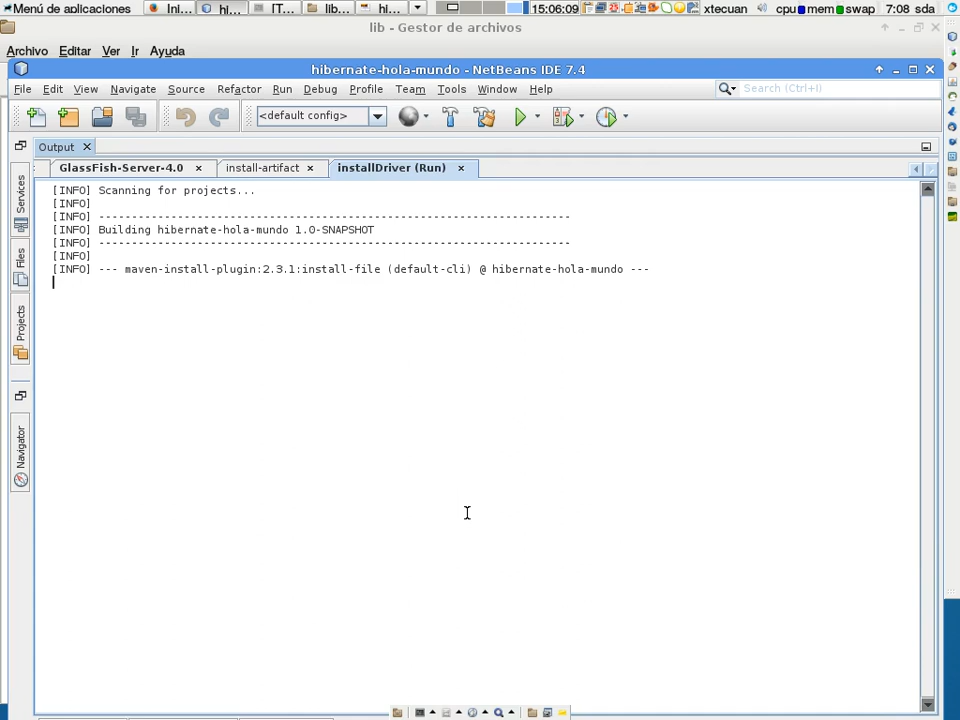 Menú de aplicaciones
Ini...
hi...
[T...
lib...
hi...
15:06:09
xtecuan
cpu mem swap
7:08 sda
lib - Gestor de archivos
Archivo Editar Ver Ir Ayuda
hibernate-hola-mundo - NetBeans IDE 7.4
File Edit View Navigate Source Refactor Run Debug Profile Team Tools Window Help
Search (Ctrl+I)
<default config>
Output
GlassFish-Server-4.0
install-artifact
installDriver (Run)
Services
Files
Projects
Navigator
[INFO] Scanning for projects...
[INFO]
[INFO] ------------------------------------------------------------------------
[INFO] Building hibernate-hola-mundo 1.0-SNAPSHOT
[INFO] ------------------------------------------------------------------------
[INFO]
[INFO] --- maven-install-plugin:2.3.1:install-file (default-cli) @ hibernate-hola-mundo ---